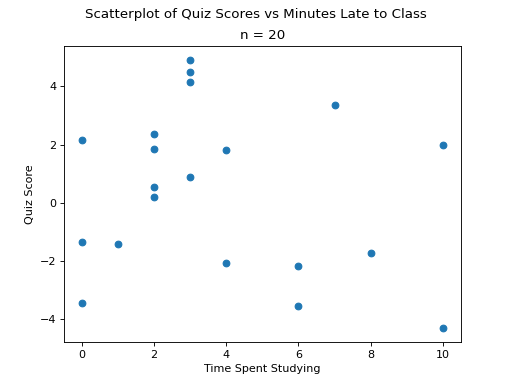 Scatterplot of Quiz Scores vs Minutes Late to Class
n = 20
4
2
0
−2
−4
Quiz Score
0 2 4 6 8 10
Time Spent Studying